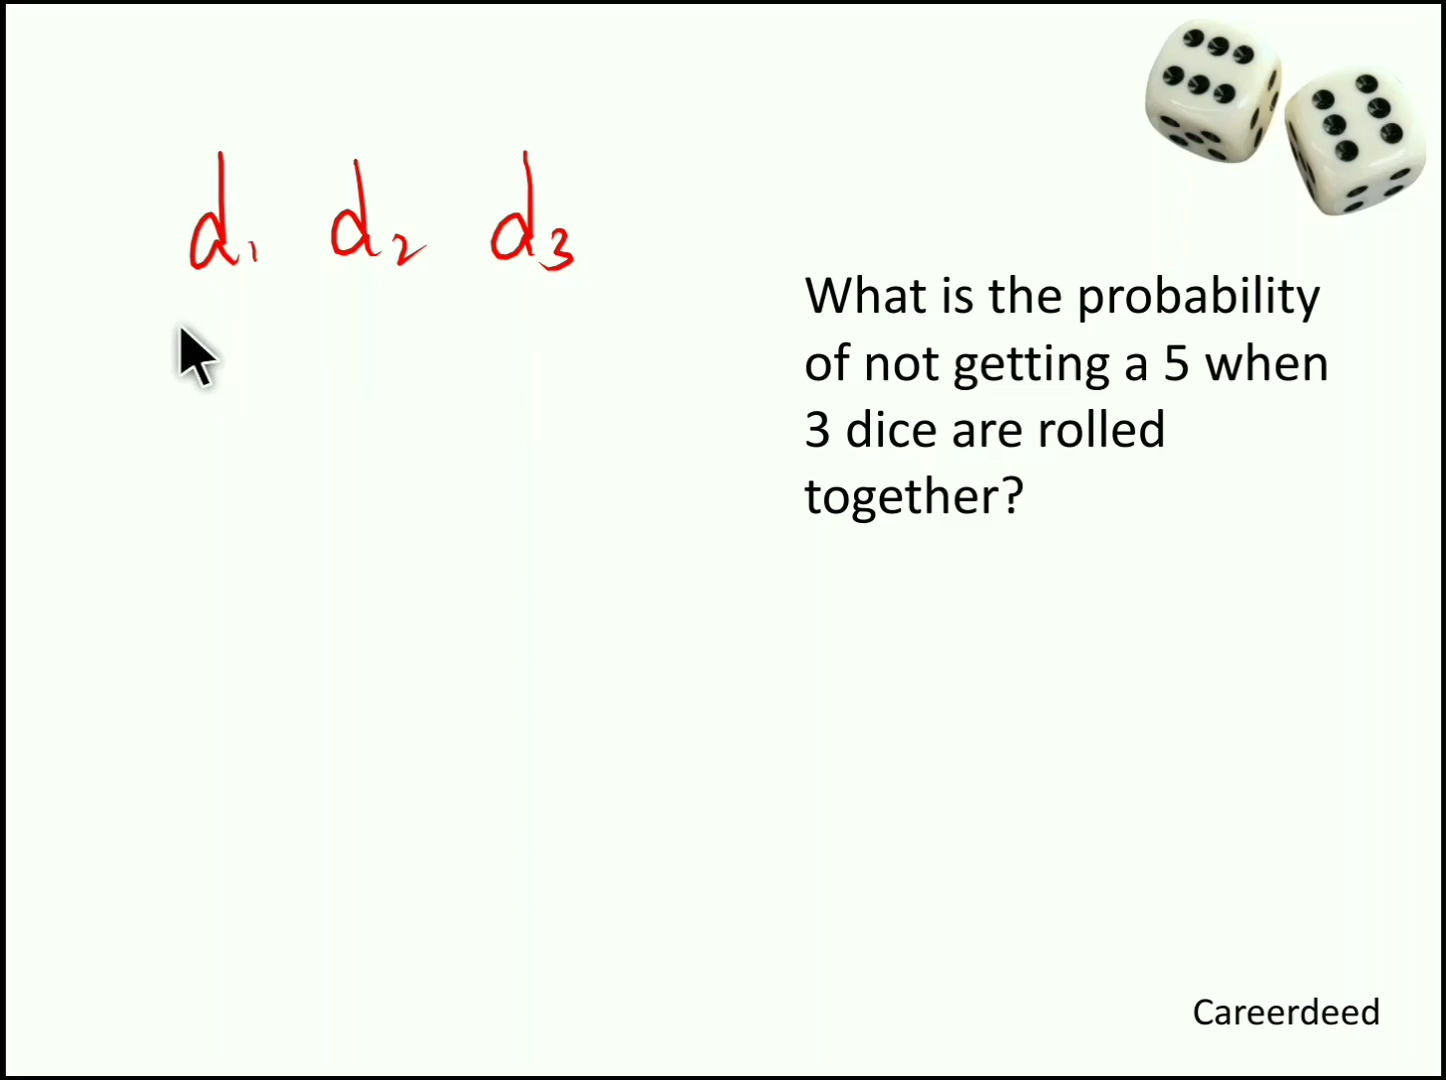 d₁ d₂ d₃
What is the probability
of not getting a 5 when
3 dice are rolled
together?
Careerdeed